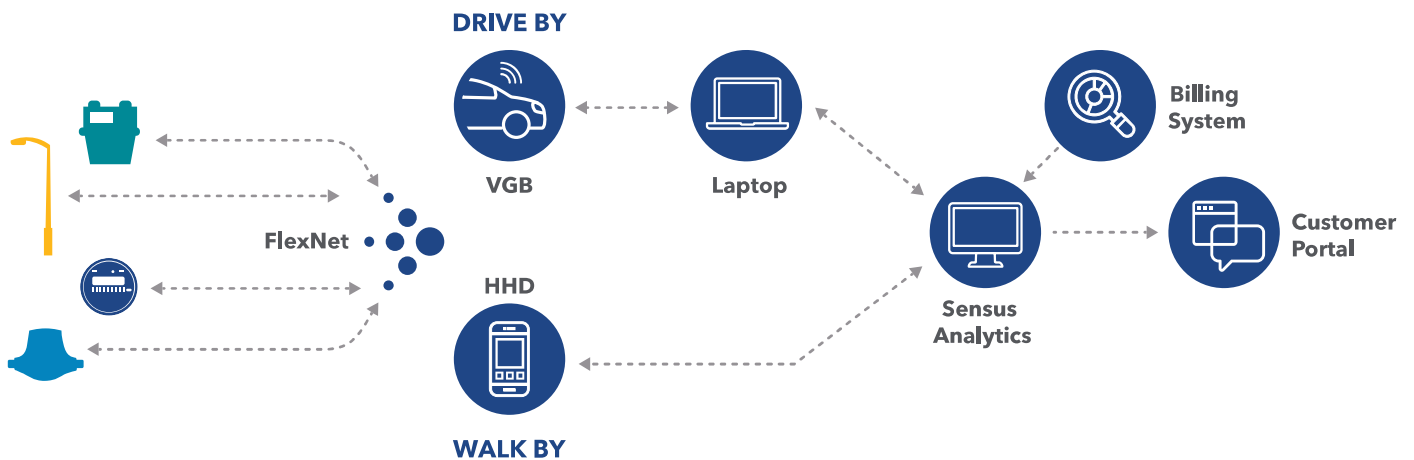 DRIVE BY
VGB
Laptop
Billing
System
FlexNet
HHD
Customer
Portal
Sensus
Analytics
WALK BY